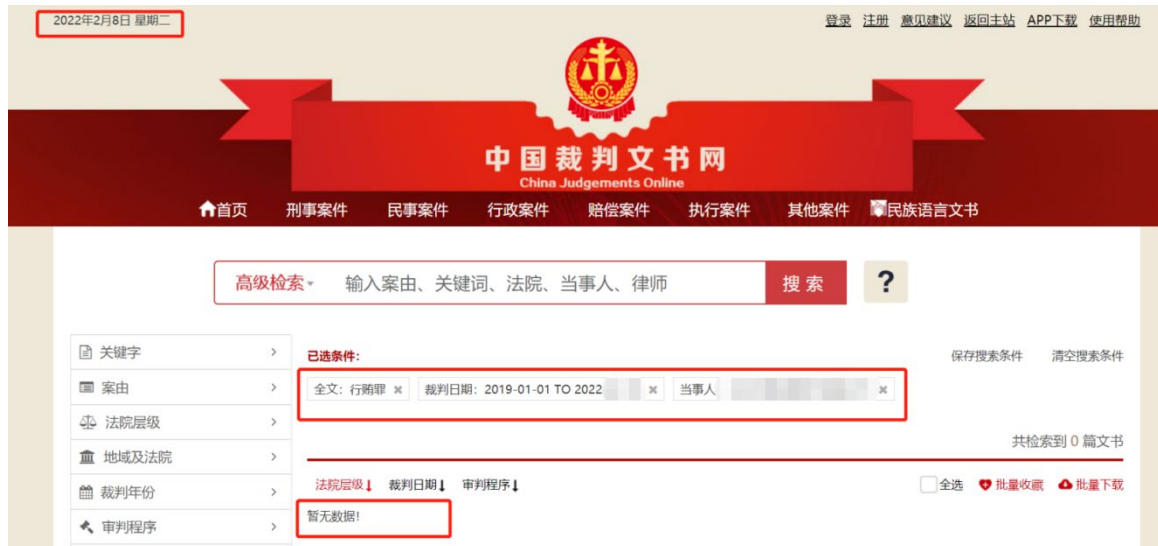 2022年2月8日 星期二
登录 注册 意见建议 返回主站 APP下载 使用帮助
中国裁判文书网
China Judgements Online
首页 刑事案件 民事案件 行政案件 赔偿案件 执行案件 其他案件 民族语言文书
高级检索 输入案由、关键词、法院、当事人、律师 搜索 ?
关键字
案由
法院层级
地域及法院
裁判年份
审判程序
已选条件:
保存搜索条件 清空搜索条件
全文: 行贿罪 × 裁判日期: 2019-01-01 TO 2022 × 当事人 ×
共检索到 0 篇文书
法院层级↓ 裁判日期↓ 审判程序↓
全选 批量收藏 批量下载
暂无数据!